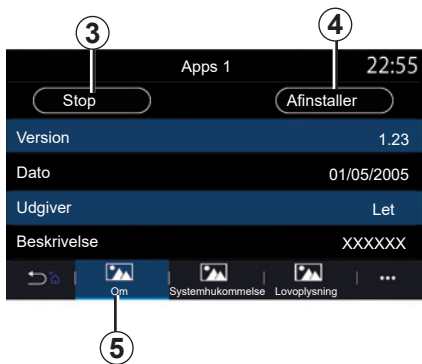 3 4
Apps 1 22:55
Stop Afinstaller
Version 1.23
Dato 01/05/2005
Udgiver Let
Beskrivelse XXXXXX
Om Systemhukommelse Lovoplysning •••
5